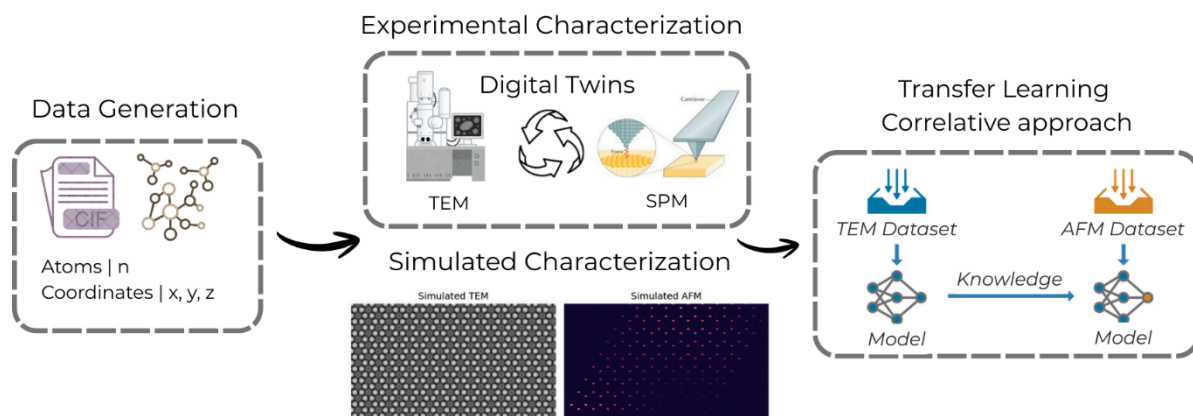 Data Generation
CIF
Atoms | n
Coordinates | x, y, z
Experimental Characterization
Digital Twins
TEM
Cantilever
Force
SPM
Simulated Characterization
Simulated TEM
Simulated AFM
Transfer Learning
Correlative approach
TEM Dataset
AFM Dataset
Knowledge
Model
Model